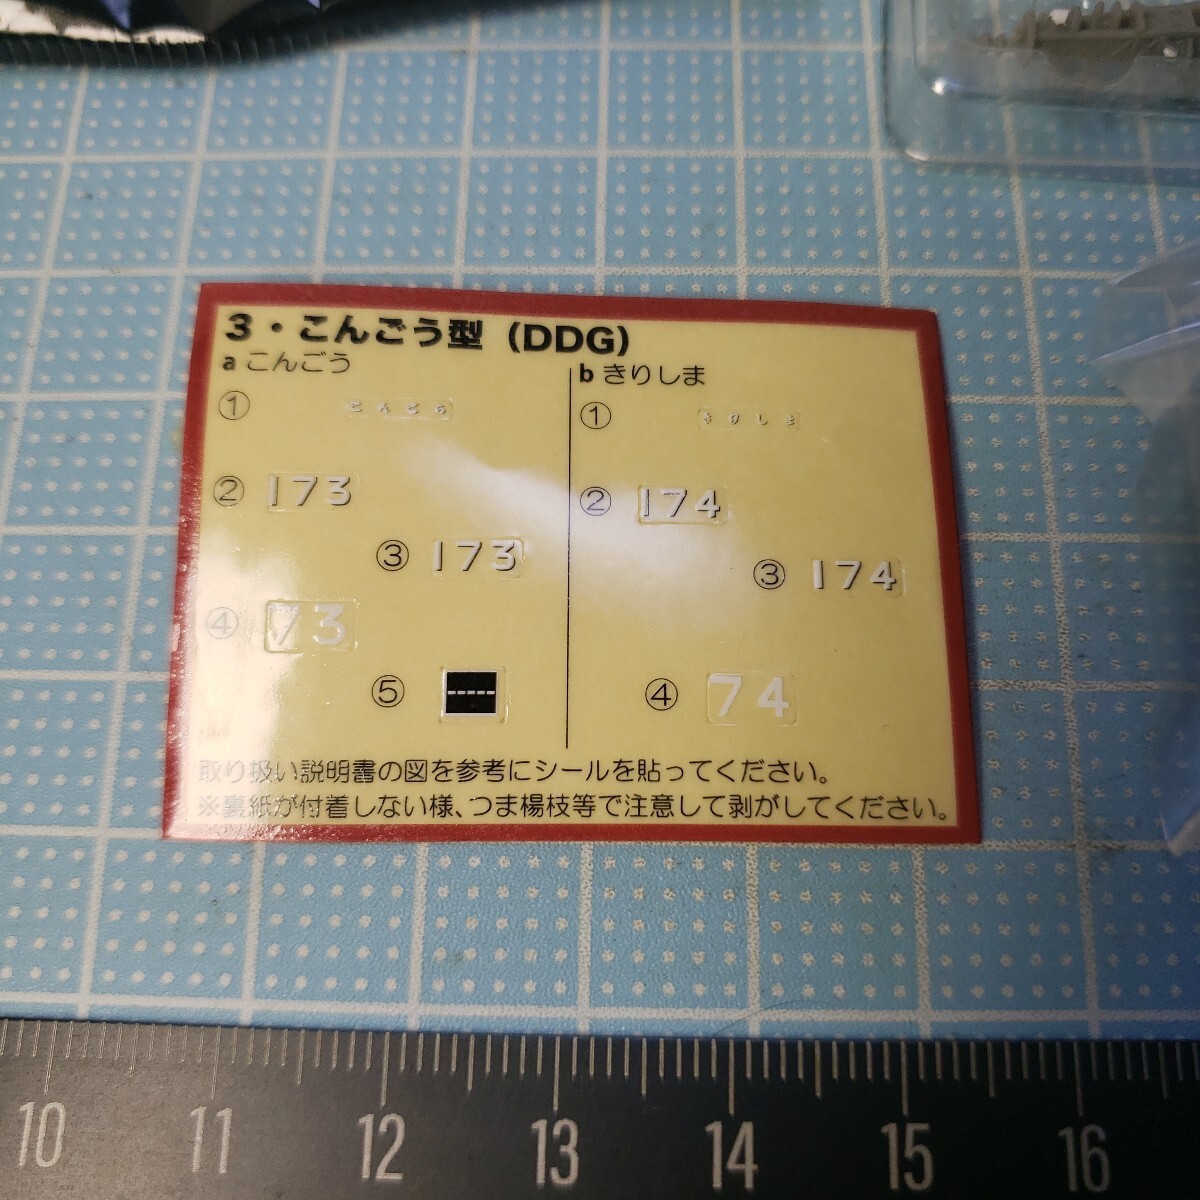 3・こんごう型（DDG）
a こんごう
① こんごう
② 173
③ 173
④ 73
⑤
b きりしま
① きりしま
② 174
③ 174
④ 74
取り扱い説明書の図を参考にシールを貼ってください。
※裏紙が付着しない様、つま楊枝等で注意して剥がしてください。
10 11 12 13 14 15 16